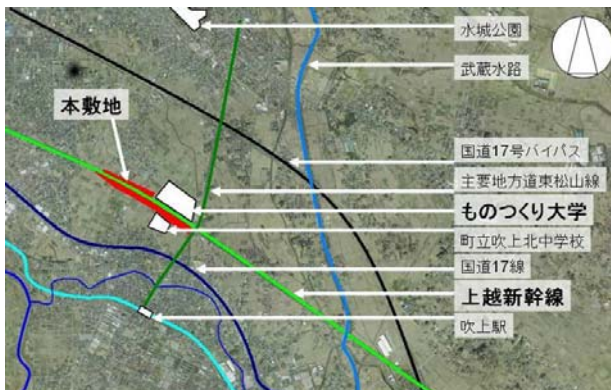 水城公園
武蔵水路
本敷地
国道17号バイパス
主要地方道東松山線
ものつくり大学
町立吹上北中学校
国道17線
上越新幹線
吹上駅